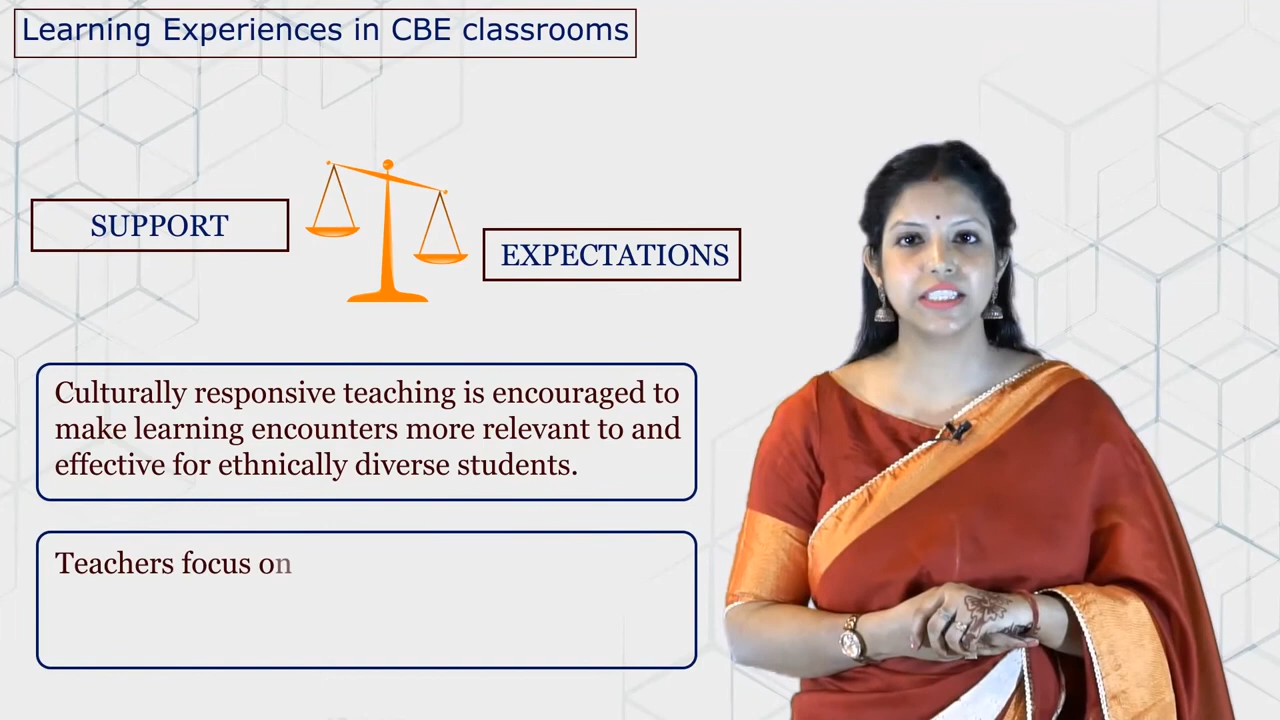 Learning Experiences in CBE classrooms
SUPPORT
EXPECTATIONS
Culturally responsive teaching is encouraged to
make learning encounters more relevant to and
effective for ethnically diverse students.
Teachers focus on